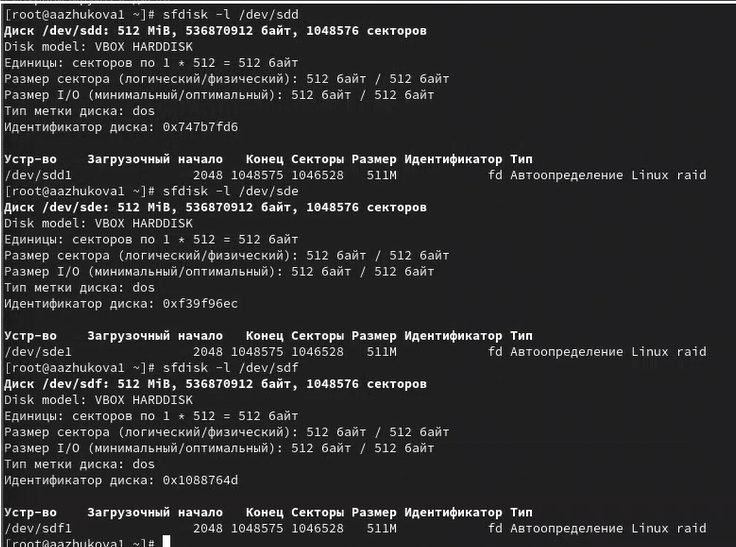 [root@aazhukova1 ~]# sfdisk -l /dev/sdd
Диск /dev/sdd: 512 MiB, 536870912 байт, 1048576 секторов
Disk model: VBOX HARDDISK
Единицы: секторов по 1 * 512 = 512 байт
Размер сектора (логический/физический): 512 байт / 512 байт
Размер I/O (минимальный/оптимальный): 512 байт / 512 байт
Тип метки диска: dos
Идентификатор диска: 0x747b7fd6
Устр-во Загрузочный начало Конец Секторы Размер Идентификатор Тип
/dev/sdd1 2048 1048575 1046528 511M fd Автоопределение Linux raid
[root@aazhukova1 ~]# sfdisk -l /dev/sde
Диск /dev/sde: 512 MiB, 536870912 байт, 1048576 секторов
Disk model: VBOX HARDDISK
Единицы: секторов по 1 * 512 = 512 байт
Размер сектора (логический/физический): 512 байт / 512 байт
Размер I/O (минимальный/оптимальный): 512 байт / 512 байт
Тип метки диска: dos
Идентификатор диска: 0xf39f96ec
Устр-во Загрузочный начало Конец Секторы Размер Идентификатор Тип
/dev/sde1 2048 1048575 1046528 511M fd Автоопределение Linux raid
[root@aazhukova1 ~]# sfdisk -l /dev/sdf
Диск /dev/sdf: 512 MiB, 536870912 байт, 1048576 секторов
Disk model: VBOX HARDDISK
Единицы: секторов по 1 * 512 = 512 байт
Размер сектора (логический/физический): 512 байт / 512 байт
Размер I/O (минимальный/оптимальный): 512 байт / 512 байт
Тип метки диска: dos
Идентификатор диска: 0x1088764d
Устр-во Загрузочный начало Конец Секторы Размер Идентификатор Тип
/dev/sdf1 2048 1048575 1046528 511M fd Автоопределение Linux raid
[root@aazhukova1 ~]#